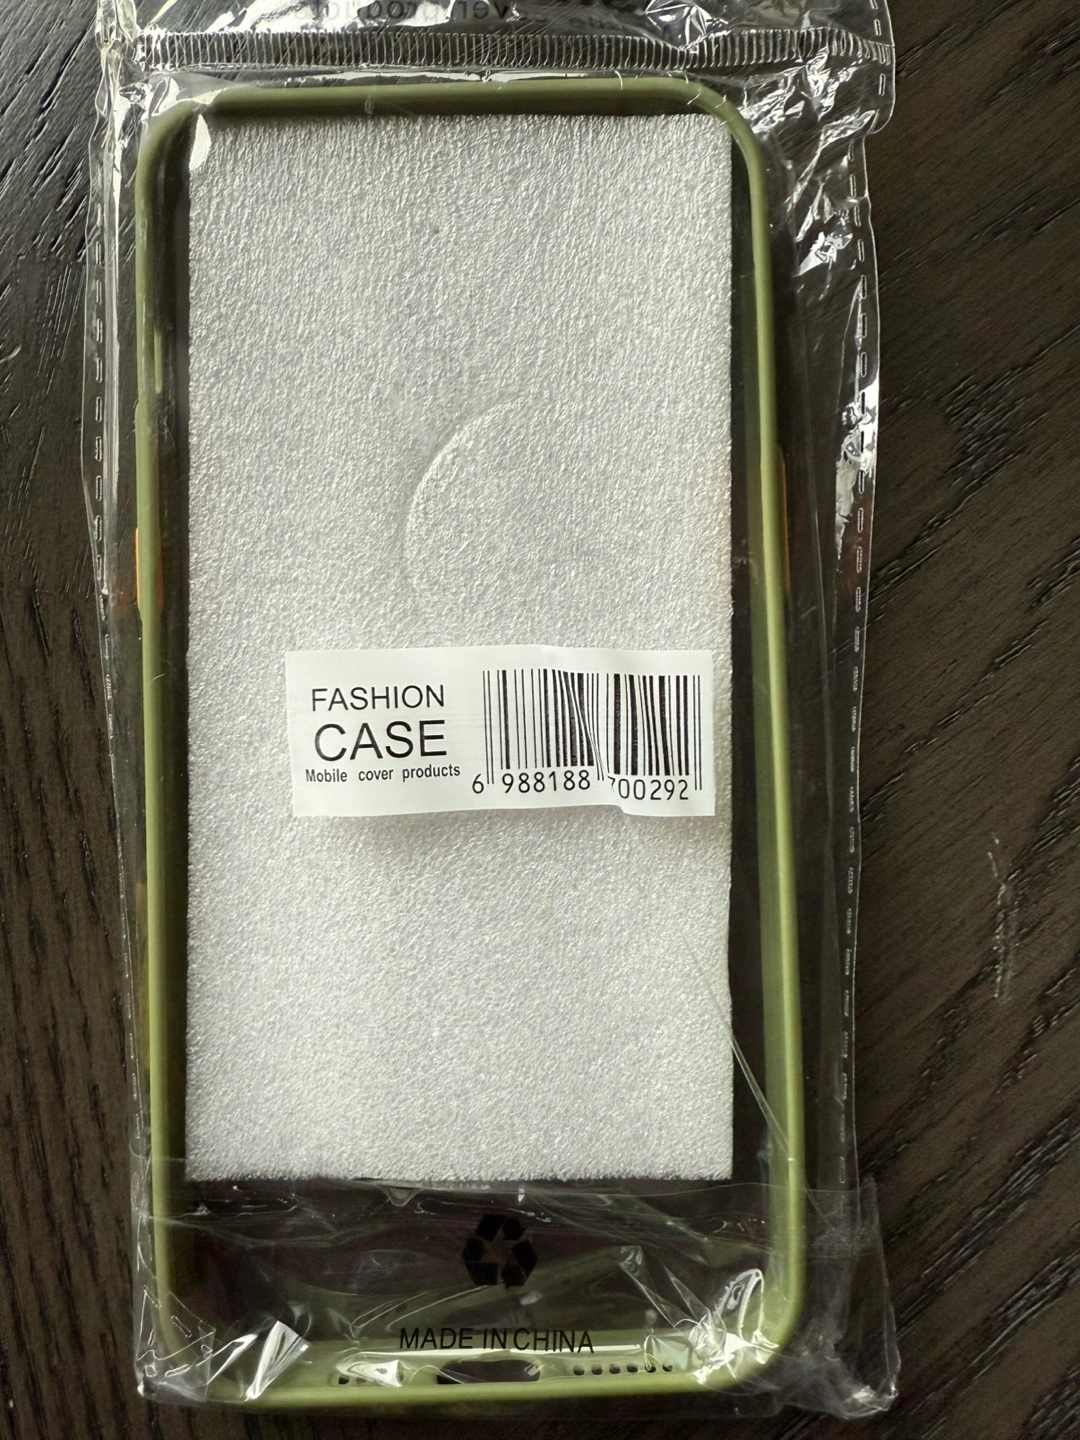 FASHION
CASE
Mobile cover products
6 988188 700292
MADE IN CHINA